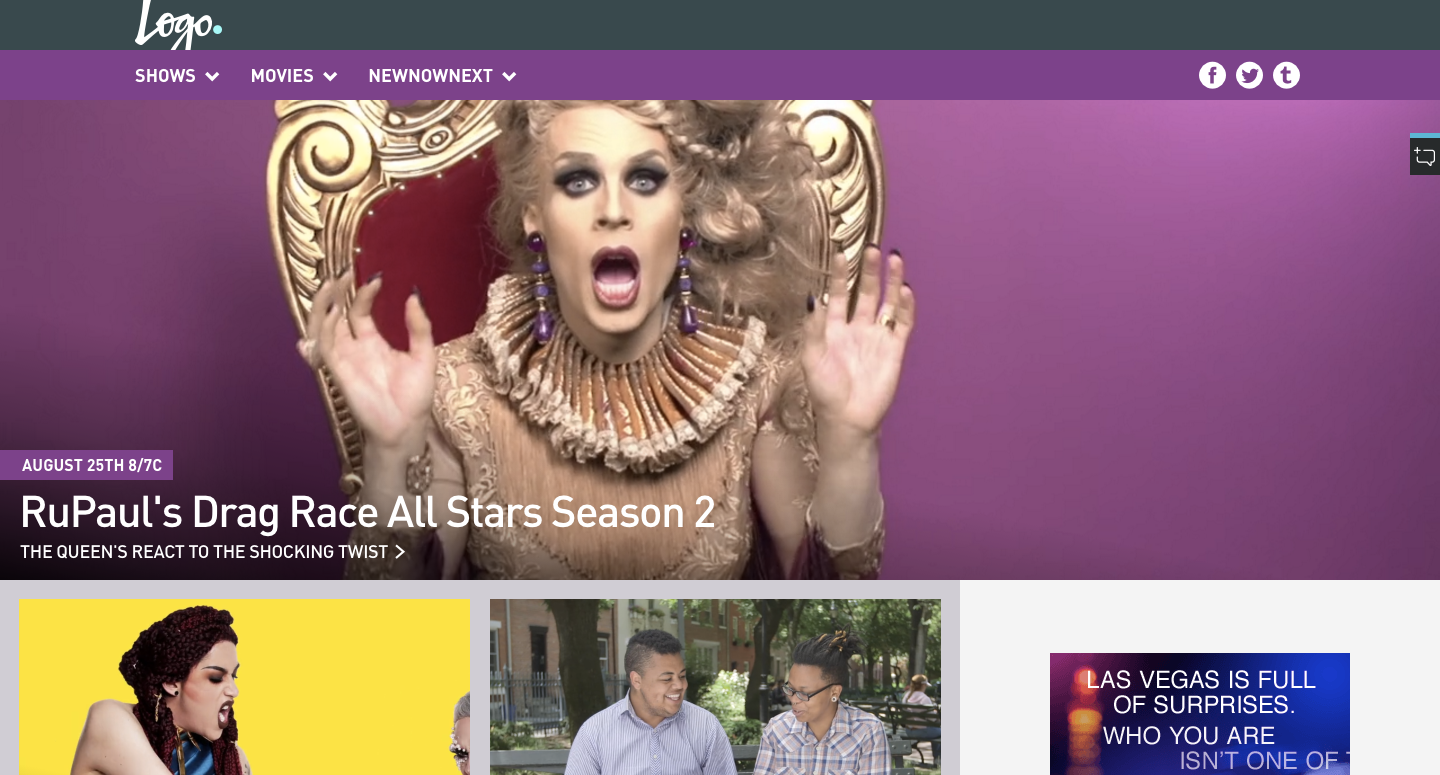 Logo.
SHOWS
MOVIES
NEWNOWNEXT
AUGUST 25TH 8/7C
RuPaul's Drag Race All Stars Season 2
THE QUEEN'S REACT TO THE SHOCKING TWIST
LAS VEGAS IS FULL
OF SURPRISES.
WHO YOU ARE
ISN'T ONE OF